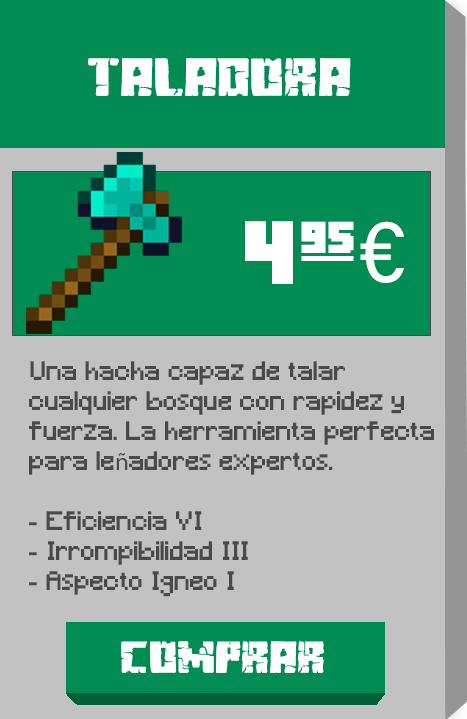 TALADORA
4.95€
Una hacha capaz de talar
cualquier bosque con rapidez y
fuerza. La herramienta perfecta
para leñadores expertos.
- Eficiencia VI
- Irrompibilidad III
- Aspecto Igneo I
COMPRAR